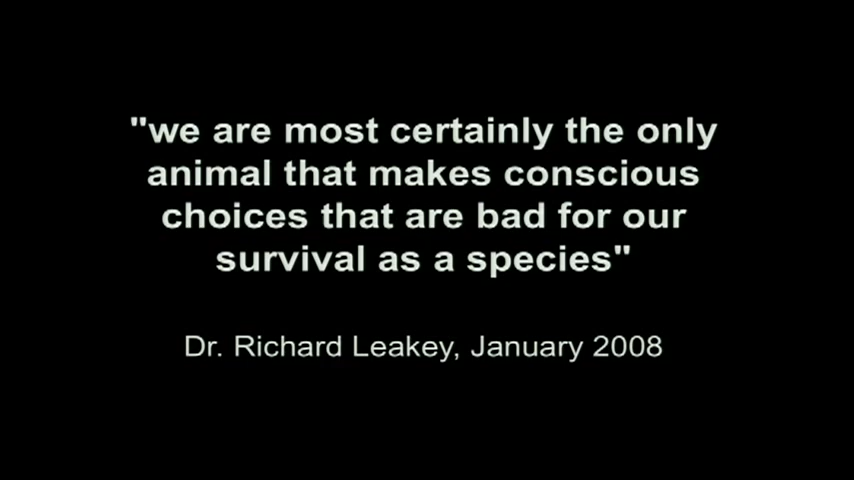 "we are most certainly the only
animal that makes conscious
choices that are bad for our
survival as a species"
Dr. Richard Leakey, January 2008